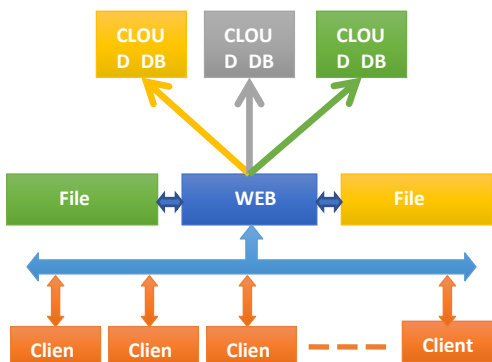 CLOU
D DB
CLOU
D DB
CLOU
D DB
File
WEB
File
Clien
Clien
Clien
Client